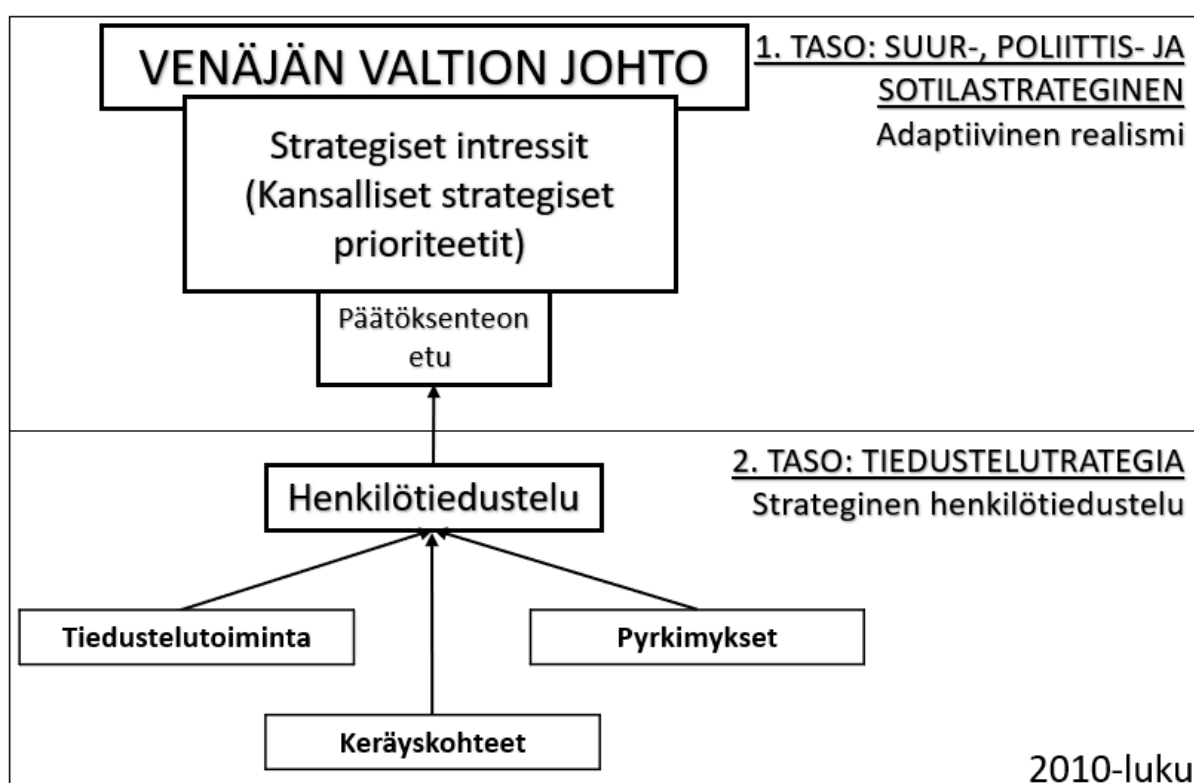 VENÄJÄN VALTION JOHTO
1. TASO: SUUR-, POLIITTIS- JA
SOTILASTRATEGINEN
Adaptiivinen realismi
Strategiset intressit
(Kansalliset strategiset
prioriteetit)
Päätöksenteon
etu
2. TASO: TIEDUSTELUTRATEGIA
Strateginen henkilötiedustelu
Henkilötiedustelu
Tiedustelutoiminta
Pyrkimykset
Keräyskohteet
2010-luku